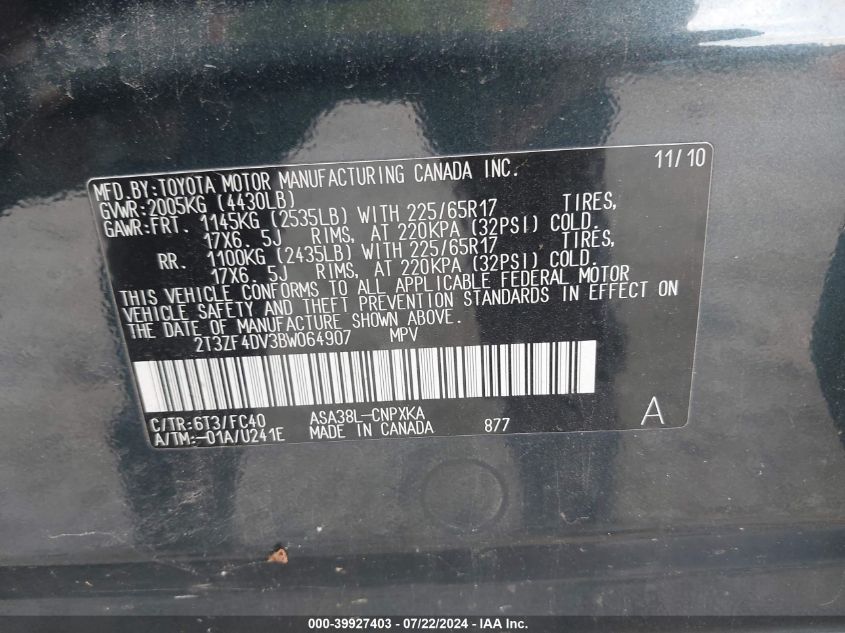 MFD.BY:TOYOTA MOTOR MANUFACTURING CANADA INC. 11/10
GVWR:2005KG (4430LB)
GAWR:FRT. 1145KG (2535LB) WITH 225/65R17 TIRES,
17X6. 5J RIMS, AT 220KPA (32PSI) COLD.
RR. 1100KG (2435LB) WITH 225/65R17 TIRES,
17X6. 5J RIMS, AT 220KPA (32PSI) COLD.
THIS VEHICLE CONFORMS TO ALL APPLICABLE FEDERAL MOTOR
VEHICLE SAFETY AND THEFT PREVENTION STANDARDS IN EFFECT ON
THE DATE OF MANUFACTURE SHOWN ABOVE.
2T3ZF4DV3BW064907 MPV
C/TR:6T3/FC40 ASA38L-CNPXKA
A/TM:-01A/U241E MADE IN CANADA 877 A
000-39927403 - 07/22/2024 - IAA Inc.